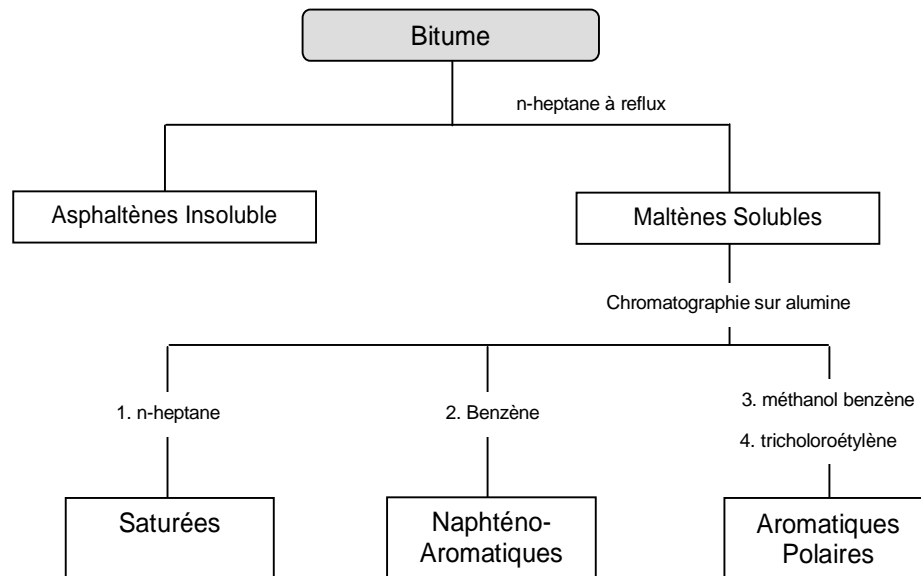 Bitume
n-heptane à reflux
Asphaltènes Insoluble
Maltènes Solubles
Chromatographie sur alumine
1. n-heptane
2. Benzène
3. méthanol benzène
4. tricholoroétylène
Saturées
Naphténo-
Aromatiques
Aromatiques
Polaires